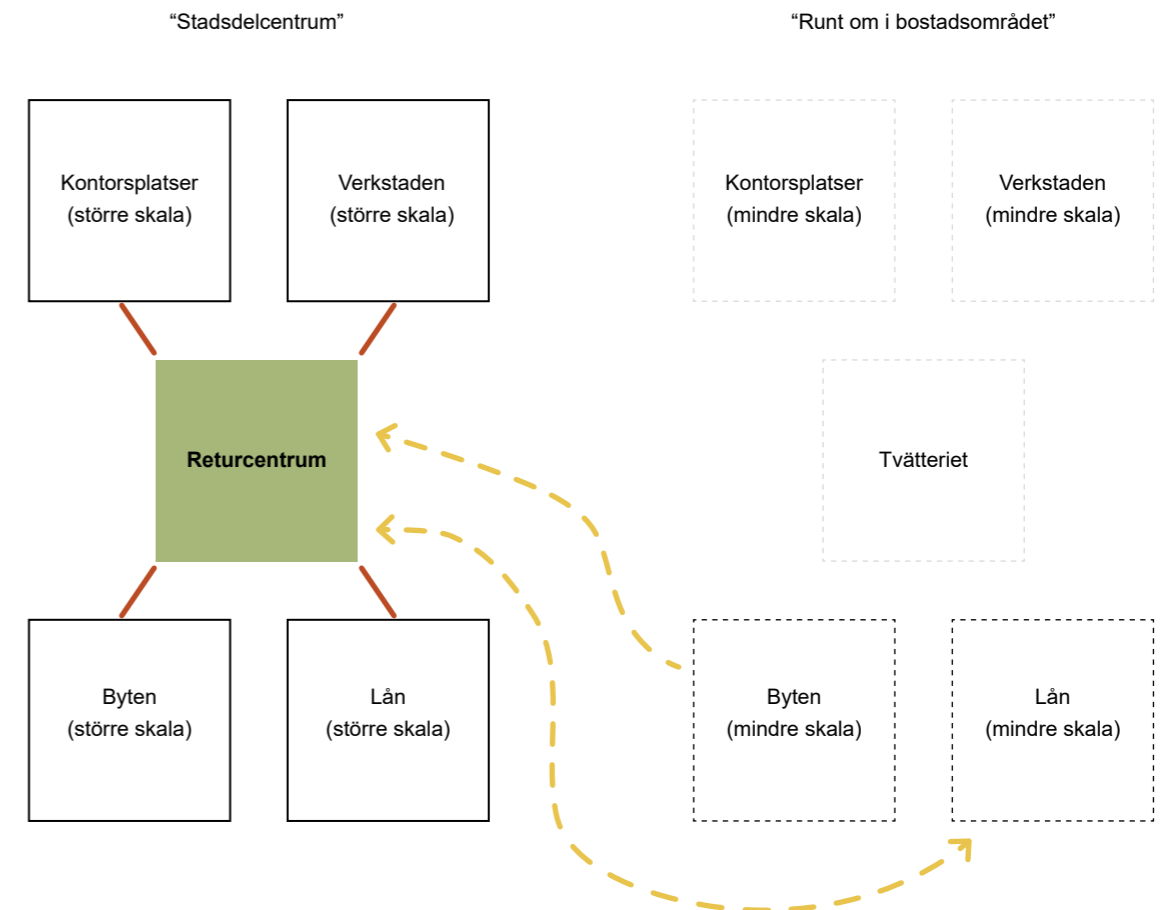 “Stadsdelcentrum”
“Runt om i bostadsområdet”
Kontorsplatser
(större skala)
Verkstaden
(större skala)
Kontorsplatser
(mindre skala)
Verkstaden
(mindre skala)
Returcentrum
Tvätteriet
Byten
(större skala)
Lån
(större skala)
Byten
(mindre skala)
Lån
(mindre skala)